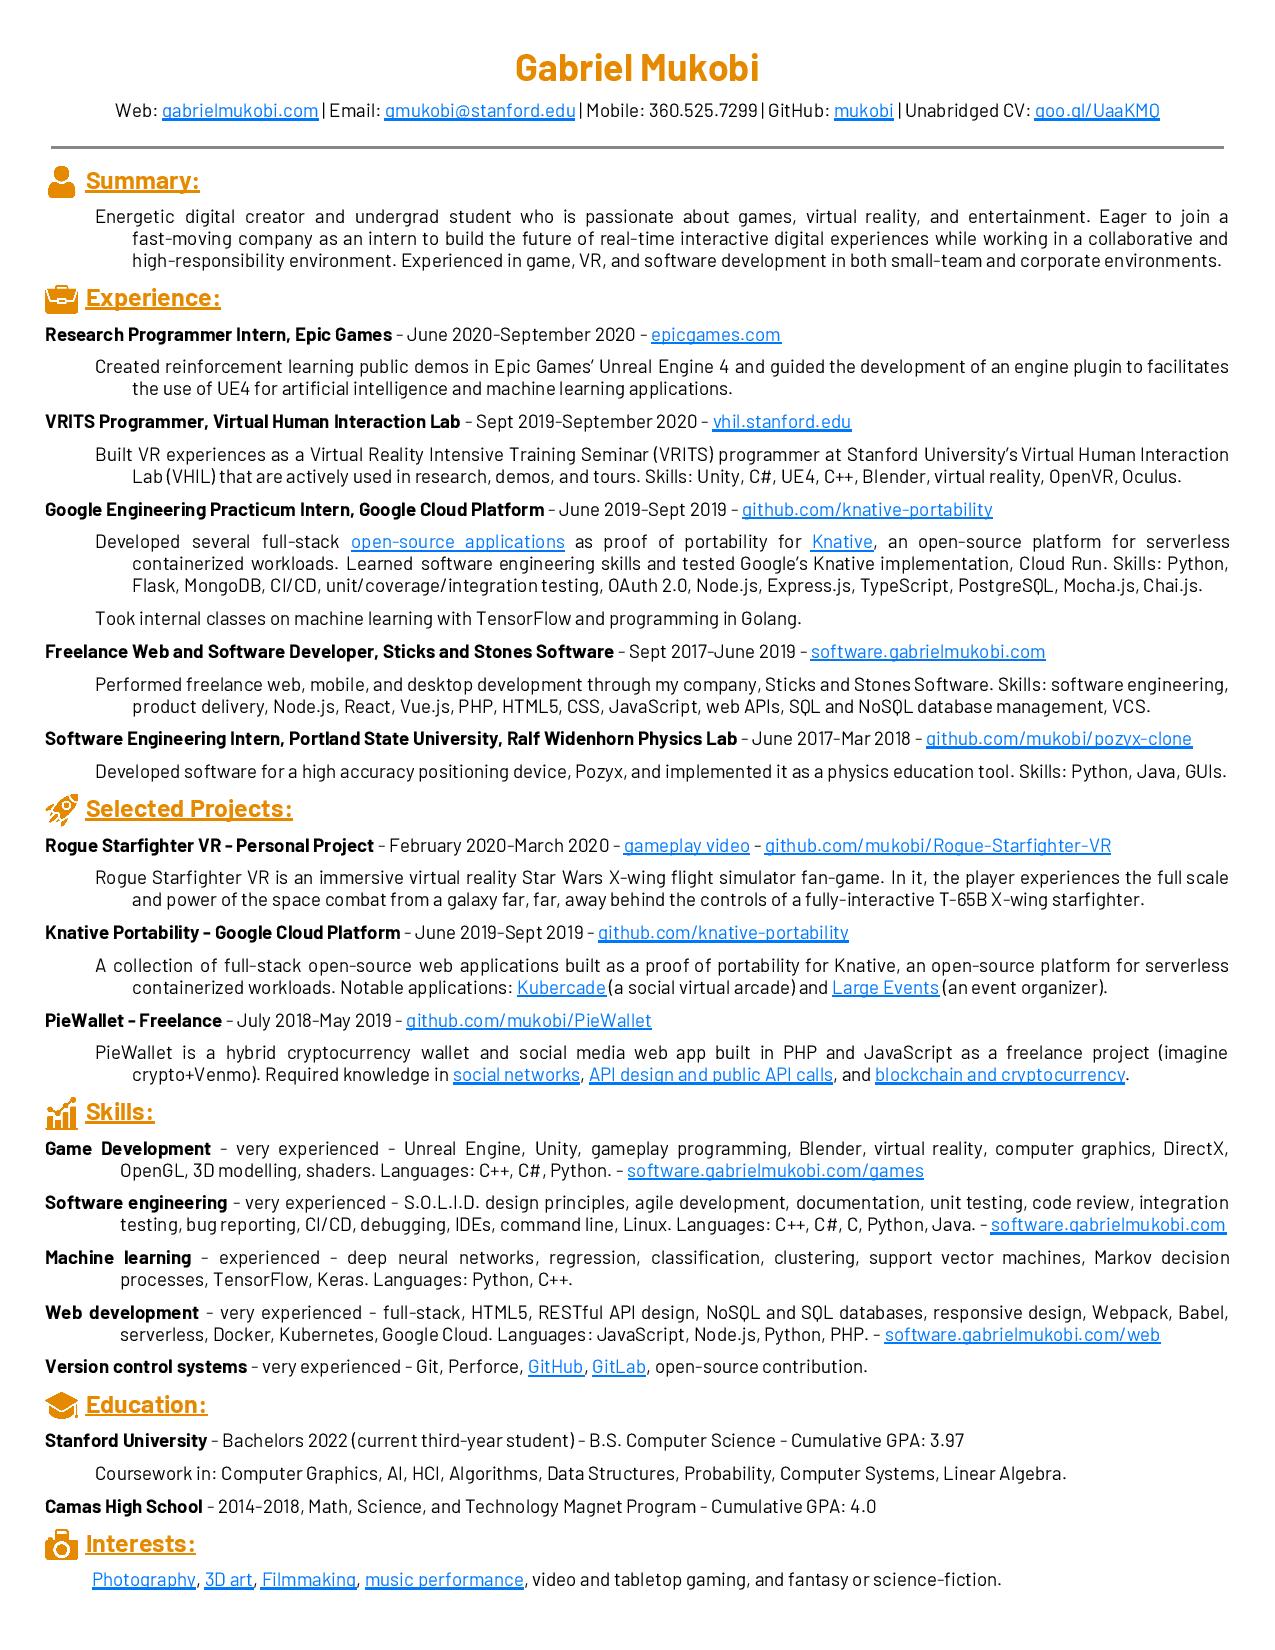 Gabriel Mukobi
Web: gabrielmukobi.com | Email: gmukobi@stanford.edu | Mobile: 360.525.7299 | GitHub: mukobi | Unabridged CV: goo.gl/UaaKMQ
Summary:
Energetic digital creator and undergrad student who is passionate about games, virtual reality, and entertainment. Eager to join a
fast-moving company as an intern to build the future of real-time interactive digital experiences while working in a collaborative and
high-responsibility environment. Experienced in game, VR, and software development in both small-team and corporate environments.
Experience:
Research Programmer Intern, Epic Games - June 2020-September 2020 - epicgames.com
Created reinforcement learning public demos in Epic Games’ Unreal Engine 4 and guided the development of an engine plugin to facilitates
the use of UE4 for artificial intelligence and machine learning applications.
VRITS Programmer, Virtual Human Interaction Lab - Sept 2019-September 2020 - vhil.stanford.edu
Built VR experiences as a Virtual Reality Intensive Training Seminar (VRITS) programmer at Stanford University’s Virtual Human Interaction
Lab (VHIL) that are actively used in research, demos, and tours. Skills: Unity, C#, UE4, C++, Blender, virtual reality, OpenVR, Oculus.
Google Engineering Practicum Intern, Google Cloud Platform - June 2019-Sept 2019 - github.com/knative-portability
Developed several full-stack open-source applications as proof of portability for Knative, an open-source platform for serverless
containerized workloads. Learned software engineering skills and tested Google’s Knative implementation, Cloud Run. Skills: Python,
Flask, MongoDB, CI/CD, unit/coverage/integration testing, OAuth 2.0, Node.js, Express.js, TypeScript, PostgreSQL, Mocha.js, Chai.js.
Took internal classes on machine learning with TensorFlow and programming in Golang.
Freelance Web and Software Developer, Sticks and Stones Software - Sept 2017-June 2019 - software.gabrielmukobi.com
Performed freelance web, mobile, and desktop development through my company, Sticks and Stones Software. Skills: software engineering,
product delivery, Node.js, React, Vue.js, PHP, HTML5, CSS, JavaScript, web APIs, SQL and NoSQL database management, VCS.
Software Engineering Intern, Portland State University, Ralf Widenhorn Physics Lab - June 2017-Mar 2018 - github.com/mukobi/pozyx-clone
Developed software for a high accuracy positioning device, Pozyx, and implemented it as a physics education tool. Skills: Python, Java, GUIs.
Selected Projects:
Rogue Starfighter VR - Personal Project - February 2020-March 2020 - gameplay video - github.com/mukobi/Rogue-Starfighter-VR
Rogue Starfighter VR is an immersive virtual reality Star Wars X-wing flight simulator fan-game. In it, the player experiences the full scale
and power of the space combat from a galaxy far, far, away behind the controls of a fully-interactive T-65B X-wing starfighter.
Knative Portability - Google Cloud Platform - June 2019-Sept 2019 - github.com/knative-portability
A collection of full-stack open-source web applications built as a proof of portability for Knative, an open-source platform for serverless
containerized workloads. Notable applications: Kubercade (a social virtual arcade) and Large Events (an event organizer).
PieWallet - Freelance - July 2018-May 2019 - github.com/mukobi/PieWallet
PieWallet is a hybrid cryptocurrency wallet and social media web app built in PHP and JavaScript as a freelance project (imagine
crypto+Venmo). Required knowledge in social networks, API design and public API calls, and blockchain and cryptocurrency.
Skills:
Game Development - very experienced - Unreal Engine, Unity, gameplay programming, Blender, virtual reality, computer graphics, DirectX,
OpenGL, 3D modelling, shaders. Languages: C++, C#, Python. - software.gabrielmukobi.com/games
Software engineering - very experienced - S.O.L.I.D. design principles, agile development, documentation, unit testing, code review, integration
testing, bug reporting, CI/CD, debugging, IDEs, command line, Linux. Languages: C++, C#, C, Python, Java. - software.gabrielmukobi.com
Machine learning - experienced - deep neural networks, regression, classification, clustering, support vector machines, Markov decision
processes, TensorFlow, Keras. Languages: Python, C++.
Web development - very experienced - full-stack, HTML5, RESTful API design, NoSQL and SQL databases, responsive design, Webpack, Babel,
serverless, Docker, Kubernetes, Google Cloud. Languages: JavaScript, Node.js, Python, PHP. - software.gabrielmukobi.com/web
Version control systems - very experienced - Git, Perforce, GitHub, GitLab, open-source contribution.
Education:
Stanford University - Bachelors 2022 (current third-year student) - B.S. Computer Science - Cumulative GPA: 3.97
Coursework in: Computer Graphics, AI, HCI, Algorithms, Data Structures, Probability, Computer Systems, Linear Algebra.
Camas High School - 2014-2018, Math, Science, and Technology Magnet Program - Cumulative GPA: 4.0
Interests:
Photography, 3D art, Filmmaking, music performance, video and tabletop gaming, and fantasy or science-fiction.